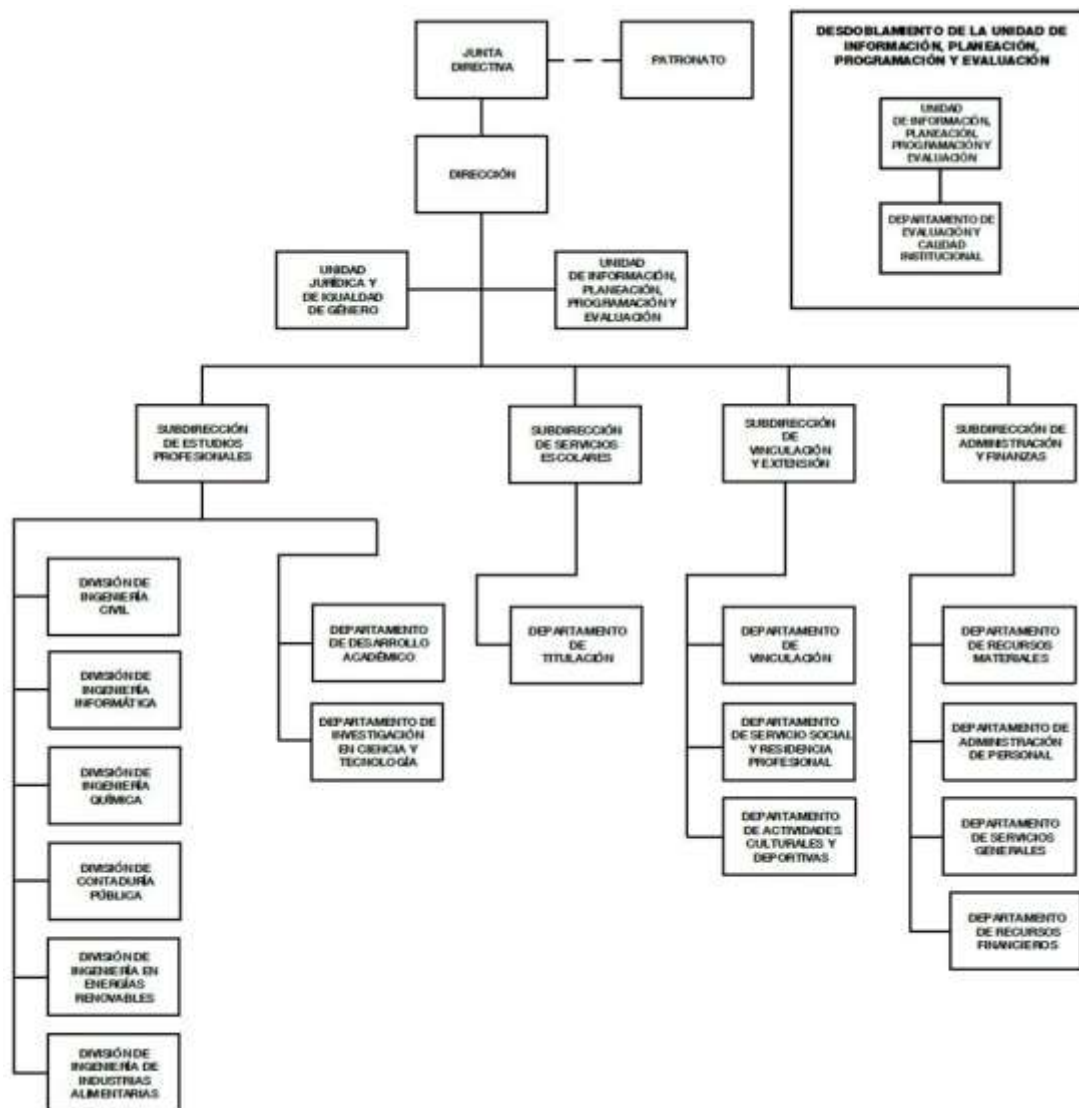 JUNTA
DIRECTIVA
PATRONATO
DESDOBLAMIENTO DE LA UNIDAD DE
INFORMACIÓN, PLANEACIÓN,
PROGRAMACIÓN Y EVALUACIÓN
UNIDAD
DE INFORMACIÓN,
PLANEACIÓN,
PROGRAMACIÓN Y
EVALUACIÓN
DEPARTAMENTO DE
EVALUACIÓN Y
CALIDAD
INSTITUCIONAL
DIRECCIÓN
UNIDAD
JURÍDICA Y
DE IGUALDAD
DE GÉNERO
UNIDAD
DE INFORMACIÓN,
PLANEACIÓN,
PROGRAMACIÓN Y
EVALUACIÓN
SUBDIRECCIÓN
DE ESTUDIOS
PROFESIONALES
SUBDIRECCIÓN
DE SERVICIOS
ESCOLARES
SUBDIRECCIÓN
DE
VINCULACIÓN
Y EXTENSIÓN
SUBDIRECCIÓN DE
ADMINISTRACIÓN
Y FINANZAS
DIVISIÓN DE
INGENIERÍA
CIVIL
DIVISIÓN DE
INGENIERÍA
INFORMÁTICA
DIVISIÓN DE
INGENIERÍA
QUÍMICA
DIVISIÓN DE
CONTADURÍA
PÚBLICA
DIVISIÓN DE
INGENIERÍA EN
ENERGÍAS
RENOVABLES
DIVISIÓN DE
INGENIERÍA DE
INDUSTRIAS
ALIMENTARIAS
DEPARTAMENTO
DE DESARROLLO
ACADÉMICO
DEPARTAMENTO DE
INVESTIGACIÓN
EN CIENCIA Y
TECNOLOGÍA
DEPARTAMENTO
DE
TITULACIÓN
DEPARTAMENTO
DE
VINCULACIÓN
DEPARTAMENTO
DE SERVICIO SOCIAL
Y RESIDENCIA
PROFESIONAL
DEPARTAMENTO
DE ACTIVIDADES
CULTURALES Y
DEPORTIVAS
DEPARTAMENTO
DE RECURSOS
MATERIALES
DEPARTAMENTO DE
ADMINISTRACIÓN
DE PERSONAL
DEPARTAMENTO
DE SERVICIOS
GENERALES
DEPARTAMENTO
DE RECURSOS
FINANCIEROS